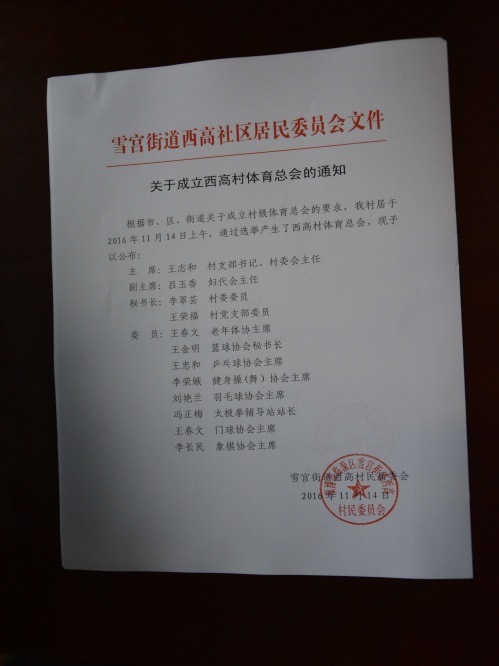 雪宫街道西高社区居民委员会文件
关于成立西高村体育总会的通知
根据市、区、街道关于成立村级体育总会的要求，我村居于
2016年11月14日上午，通过选举产生了西高村体育总会，现予
以公布：
主 席：王志和 村支部书记、村委会主任
副主席：吕玉香 妇代会主任
秘书长：李翠芸 村委委员
王荣福 村党支部委员
委 员：王春文 老年体协主席
王金明 篮球协会秘书长
王忠和 乒乓球协会主席
李荣娥 健身操(舞)协会主席
刘艳兰 羽毛球协会主席
冯正梅 太极拳辅导站站长
王春文 门球协会主席
李长民 象棋协会主席
雪宫街道西高村民委员会
2016年11月14日
村民委员会